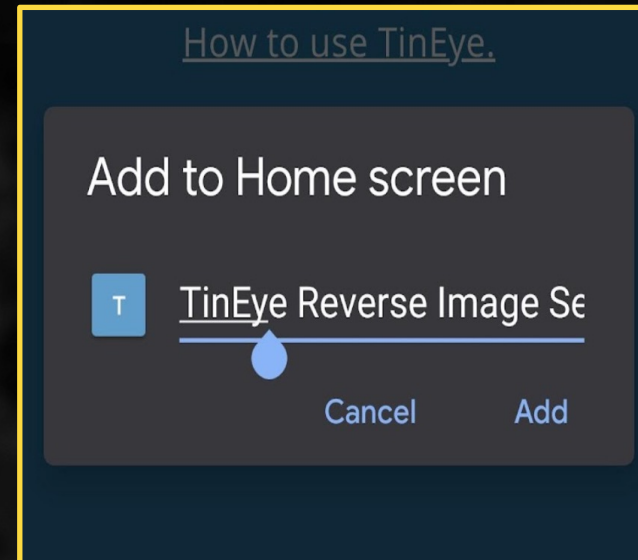 How to use TinEye.
Add to Home screen
T
TinEye Reverse Image Se
Cancel Add